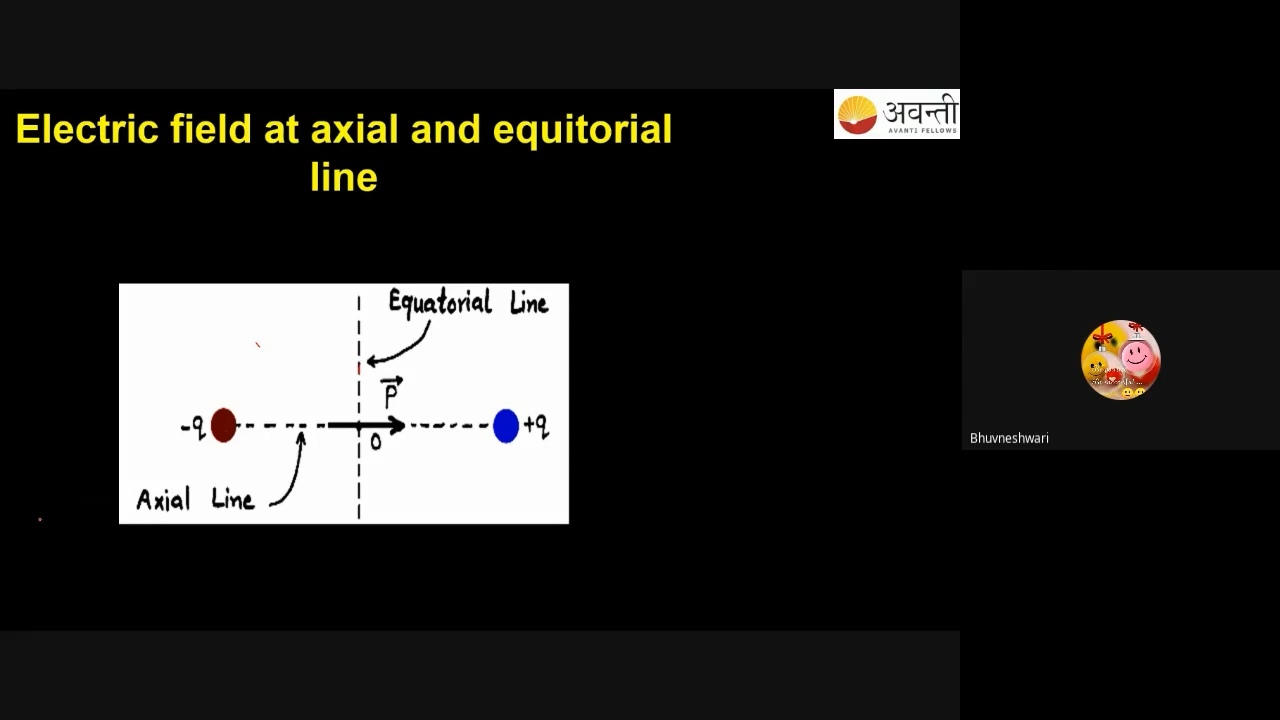 Electric field at axial and equitorial
line
अवन्ती
AVANTI FELLOWS
Equatorial Line
P
-q
+q
O
Axial Line
Bhuvneshwari